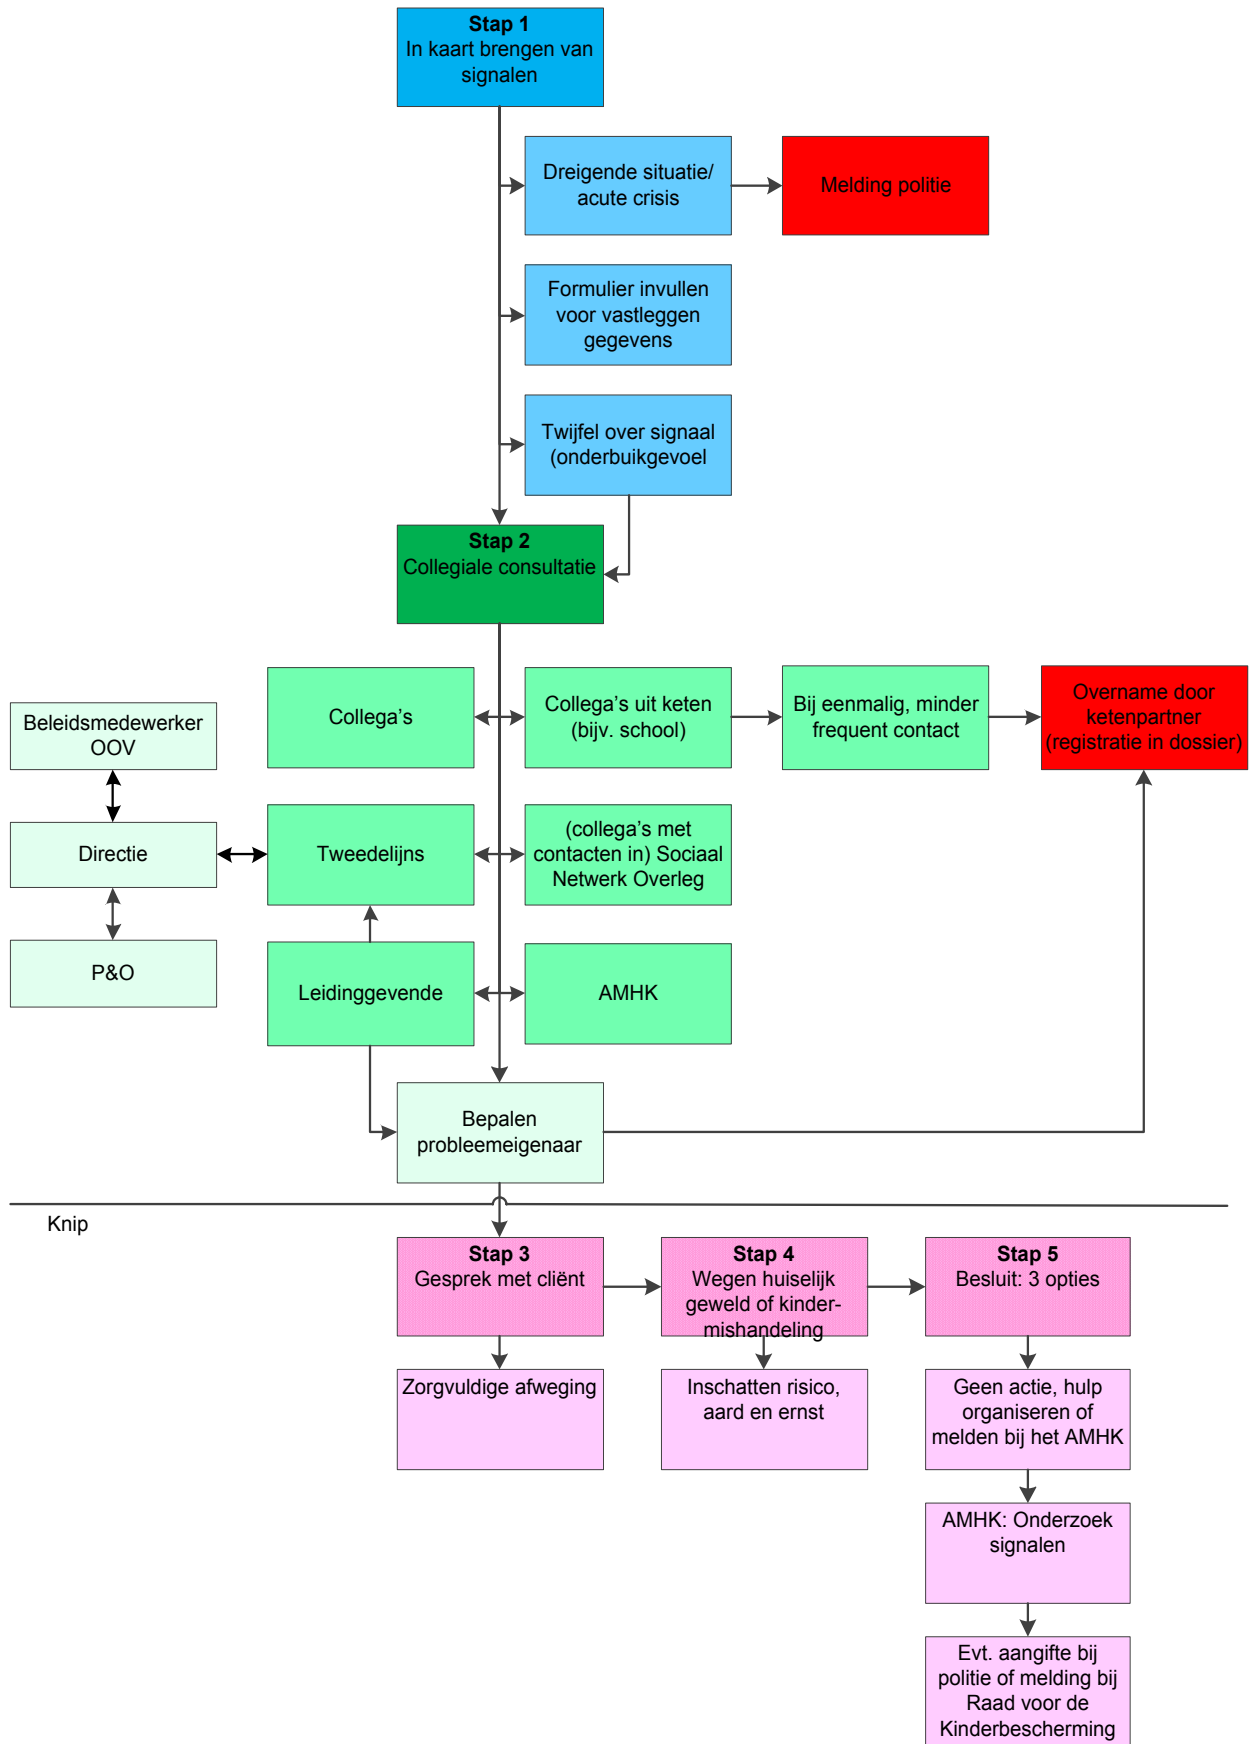 Stap 1
In kaart brengen van
signalen
Dreigende situatie/
acute crisis
Melding politie
Formulier invullen
voor vastleggen
gegevens
Twijfel over signaal
(onderbuikgevoel
Stap 2
Collegiale consultatie
Collega's
Collega's uit keten
(bijv. school)
Bij eenmalig, minder
frequent contact
Overname door
ketenpartner
(registratie in dossier)
Beleidsmedewerker
OOV
Directie
Tweedelijns
(collega's met
contacten in) Sociaal
Netwerk Overleg
P&O
Leidinggevende
AMHK
Bepalen
probleemeigenaar
Knip
Stap 3
Gesprek met cliënt
Stap 4
Wegen huiselijk
geweld of kinder-
mishandeling
Stap 5
Besluit: 3 opties
Zorgvuldige afweging
Inschatten risico,
aard en ernst
Geen actie, hulp
organiseren of
melden bij het AMHK
AMHK: Onderzoek
signalen
Evt. aangifte bij
politie of melding bij
Raad voor de
Kinderbescherming